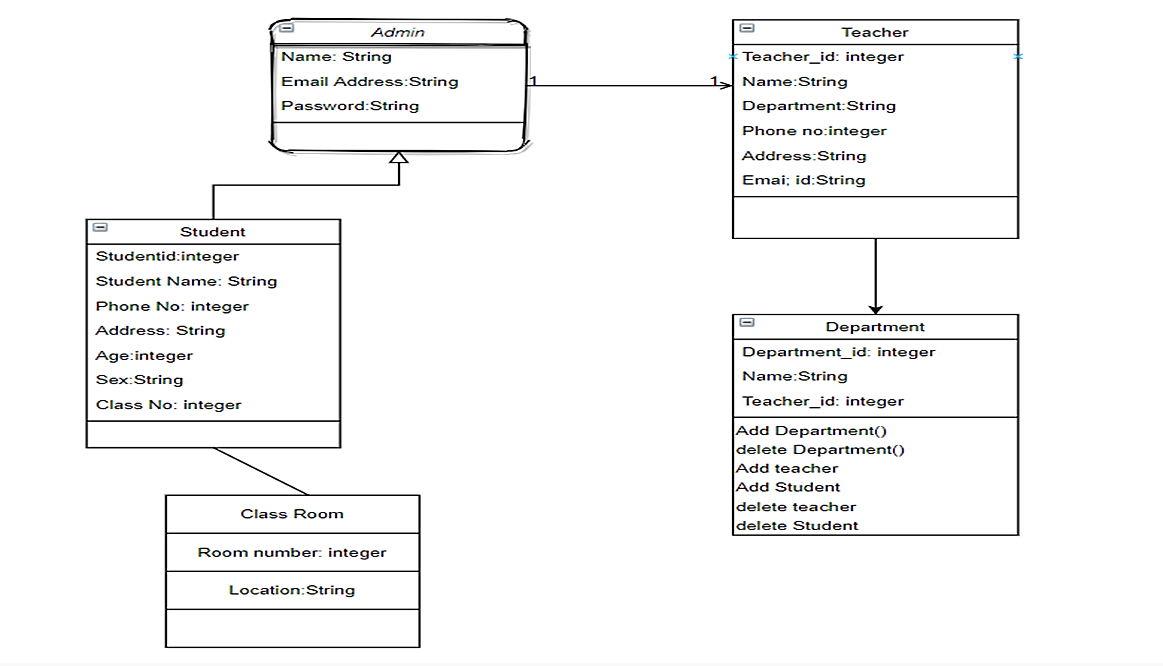 Admin
Name: String
Email Address:String
Password:String
1
1
Teacher
Teacher_id: integer
Name:String
Department:String
Phone no:integer
Address:String
Emai; id:String
Student
Studentid:integer
Student Name: String
Phone No: integer
Address: String
Age:integer
Sex:String
Class No: integer
Department
Department_id: integer
Name:String
Teacher_id: integer
Add Department()
delete Department()
Add teacher
Add Student
delete teacher
delete Student
Class Room
Room number: integer
Location:String